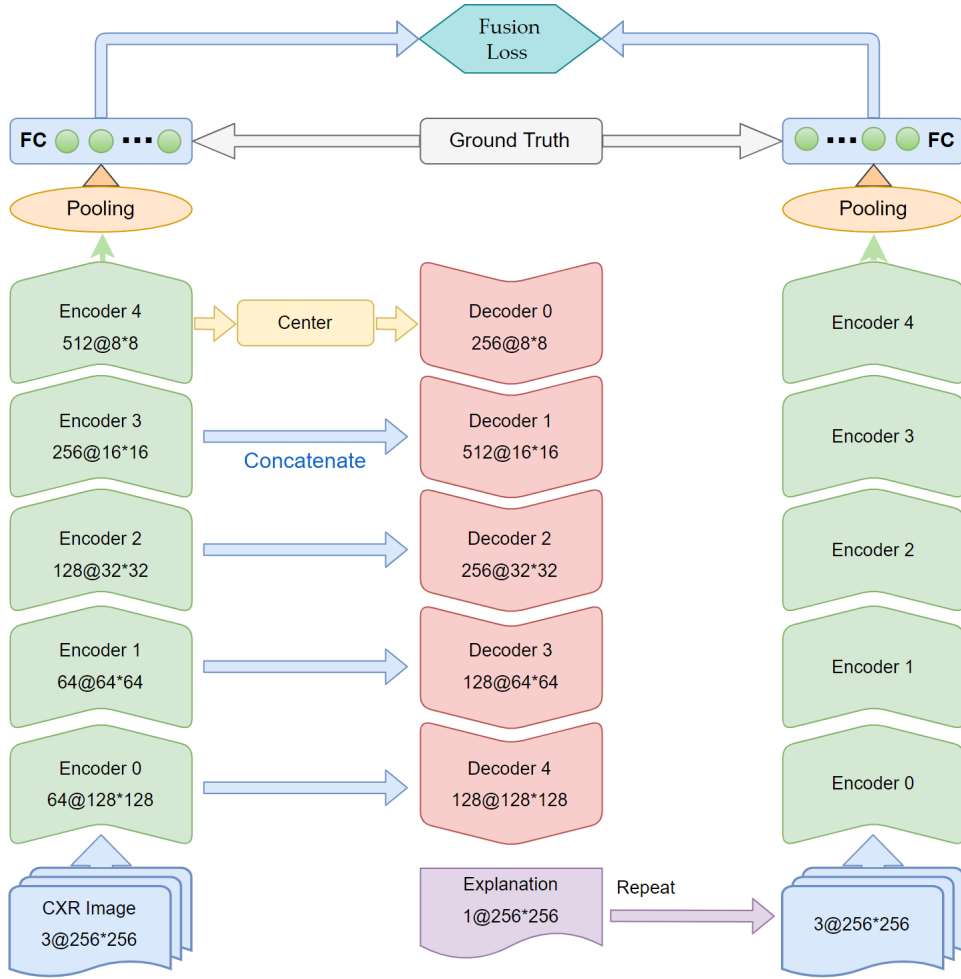 Fusion
Loss
FC
Ground Truth
FC
Pooling
Pooling
Encoder 4
512@8*8
Center
Decoder 0
256@8*8
Encoder 4
Encoder 3
256@16*16
Concatenate
Decoder 1
512@16*16
Encoder 3
Encoder 2
128@32*32
Decoder 2
256@32*32
Encoder 2
Encoder 1
64@64*64
Decoder 3
128@64*64
Encoder 1
Encoder 0
64@128*128
Decoder 4
128@128*128
Encoder 0
CXR Image
3@256*256
Explanation
1@256*256
Repeat
3@256*256